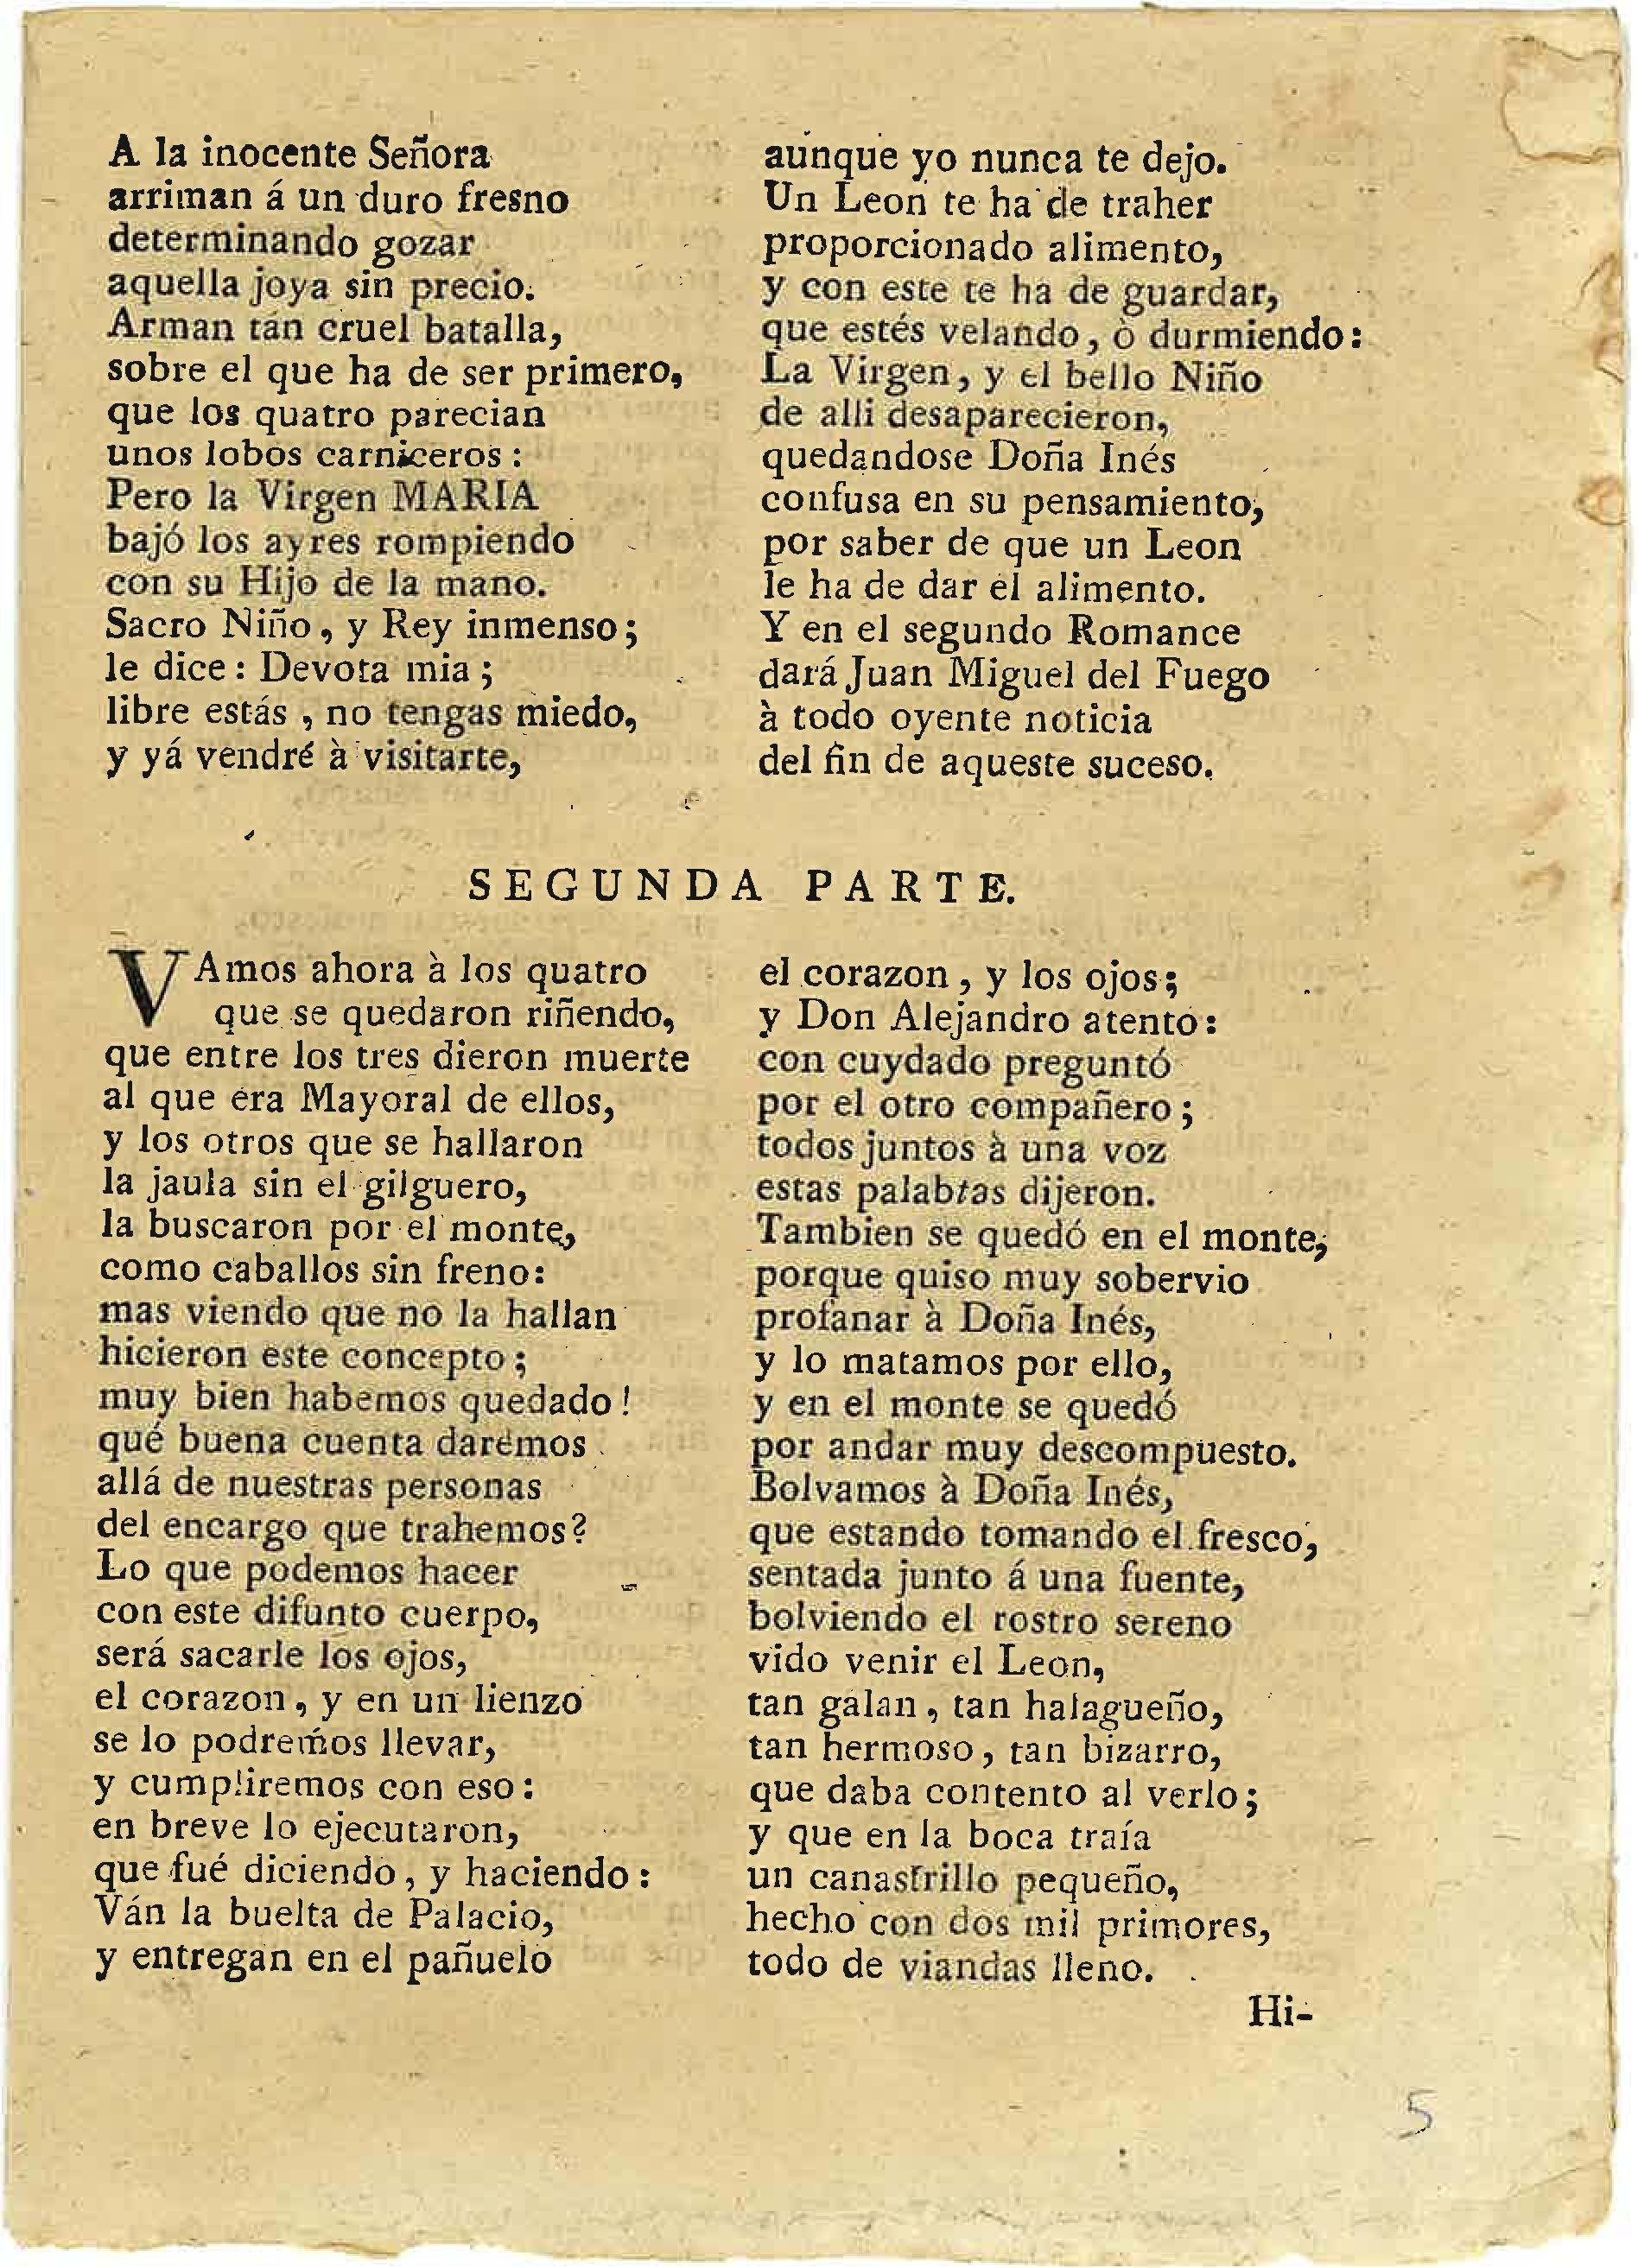 A la inocente Señora
arriman á un duro fresno
determinando gozar
aquella joya sin precio.
Arman tan cruel batalla,
sobre el que ha de ser primero,
que los quatro parecian
unos lobos carniceros :
Pero la Virgen MARIA
bajó los ayres rompiendo
con su Hijo de la mano.
Sacro Niño, y Rey inmenso;
le dice : Devota mia ;
libre estás , no tengas miedo,
y yá vendré à visitarte,
aunque yo nunca te dejo.
Un Leon te ha de traher
proporcionado alimento,
y con este te ha de guardar,
que estés velando , ò durmiendo :
La Virgen, y el bello Niño
de alli desaparecieron,
quedandose Doña Inés
confusa en su pensamiento,
por saber de que un Leon
le ha de dar el alimento.
Y en el segundo Romance
dará Juan Miguel del Fuego
à todo oyente noticia
del fin de aqueste suceso.
SEGUNDA PARTE.
VAmos ahora à los quatro
que se quedaron riñendo,
que entre los tres dieron muerte
al que era Mayoral de ellos,
y los otros que se hallaron
la jaula sin el gilguero,
la buscaron por el monte,
como caballos sin freno:
mas viendo que no la hallan
hicieron este concepto ;
muy bien habemos quedado !
qué buena cuenta darémos
allá de nuestras personas
del encargo que trahemos?
Lo que podemos hacer
con este difunto cuerpo,
será sacarle los ojos,
el corazon , y en un lienzo
se lo podremos llevar,
y cumpliremos con eso :
en breve lo ejecutaron,
que fué diciendo , y haciendo :
Ván la buelta de Palacio,
y entregan en el pañuelo
el corazon , y los ojos ;
y Don Alejandro atento :
con cuydado preguntó
por el otro compañero ;
todos juntos à una voz
estas palabras dijeron.
Tambien se quedó en el monte,
porque quiso muy sobervio
profanar à Doña Inés,
y lo matamos por ello,
y en el monte se quedó
por andar muy descompuesto.
Bolvamos à Doña Inés,
que estando tomando el fresco,
sentada junto á una fuente,
bolviendo el rostro sereno
vido venir el Leon,
tan galan , tan halagueño,
tan hermoso , tan bizarro,
que daba contento al verlo ;
y que en la boca traía
un canastrillo pequeño,
hecho con dos mil primores,
todo de viandas lleno.
Hi-
5